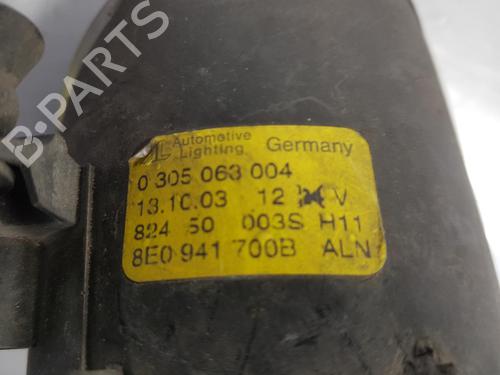 B-PARTS
AL Automotive Lighting Germany
0 305 063 004
13.10.03 12 V
824 50 003S H11
8E0 941 700B ALN